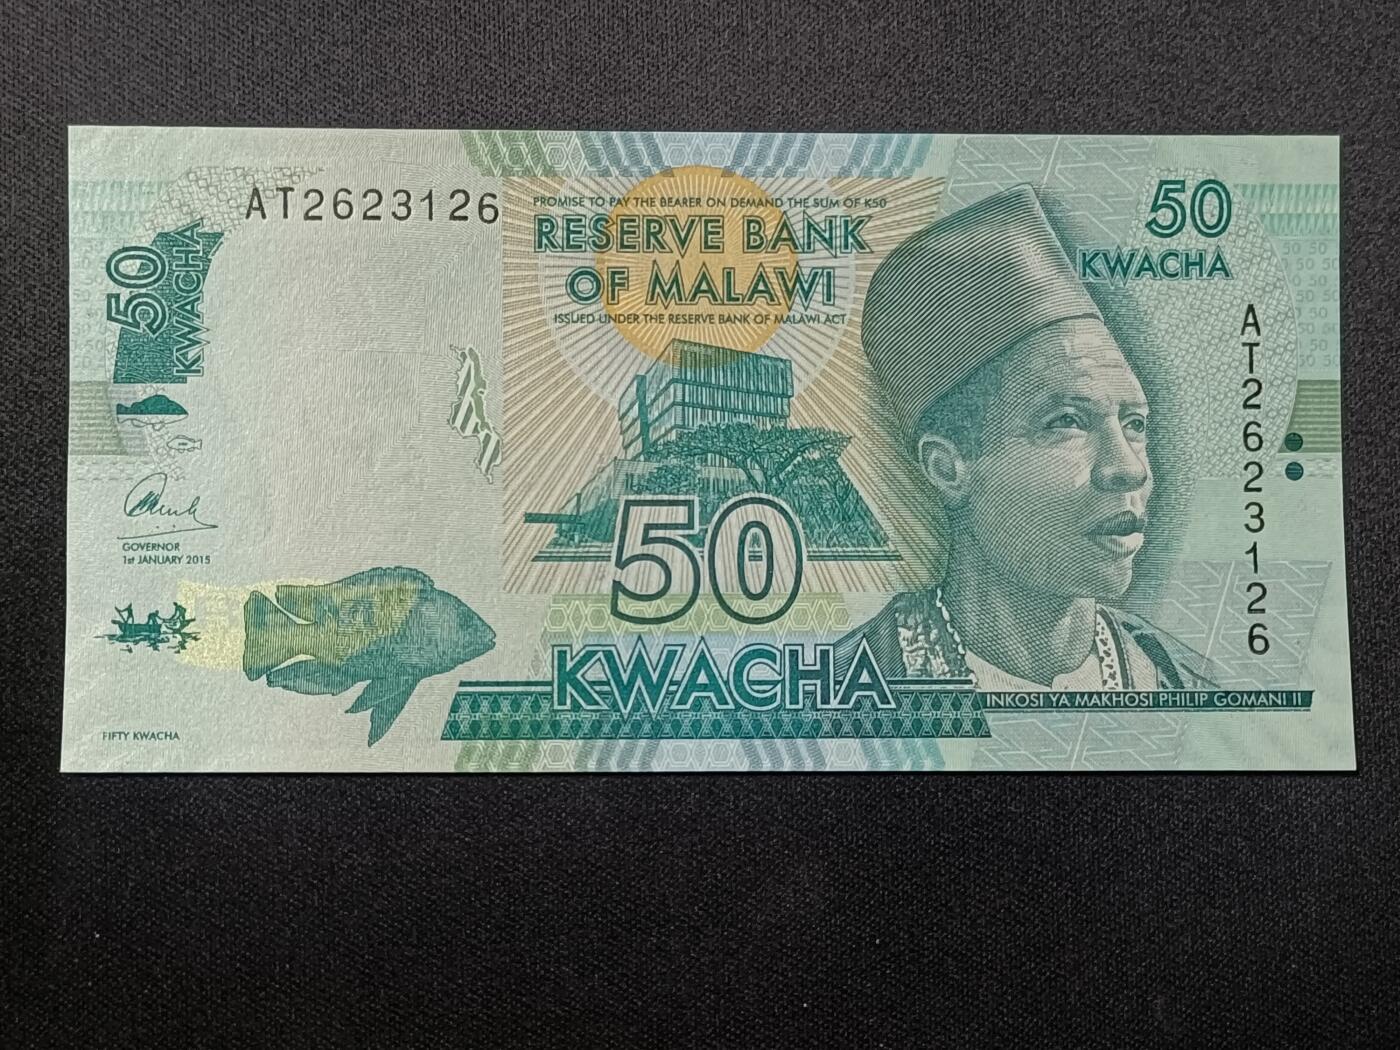 AT2623126
50
KWACHA
PROMISE TO PAY THE BEARER ON DEMAND THE SUM OF K50
RESERVE BANK
OF MALAWI
ISSUED UNDER THE RESERVE BANK OF MALAWI ACT
50
KWACHA
AT2623126
GOVERNOR
1st JANUARY 2015
50
KWACHA
INKOSI YA MAKHOSI PHILIP GOMANI II
FIFTY KWACHA